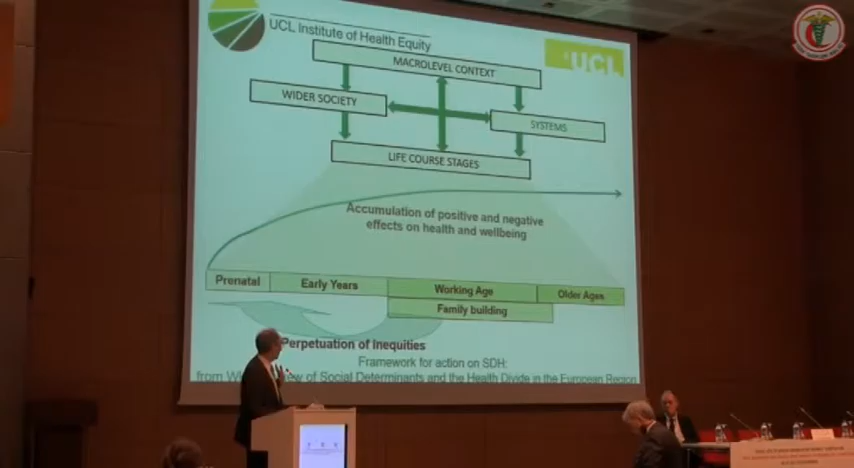 UCL Institute of Health Equity
UCL
MACROLEVEL CONTEXT
WIDER SOCIETY
SYSTEMS
LIFE COURSE STAGES
Accumulation of positive and negative
effects on health and wellbeing
Prenatal
Early Years
Working Age
Older Ages
Family building
Perpetuation of Inequities
Framework for action on SDH:
from of Social Determinants and the Health Divide in the European Region